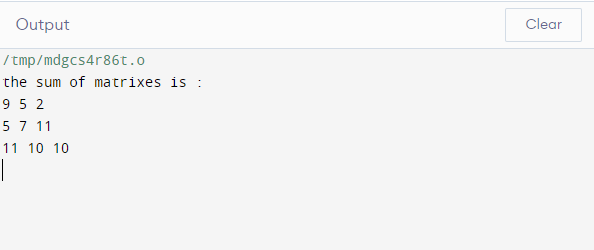 Output
Clear
/tmp/mdgcs4r86t.o
the sum of matrixes is :
9 5 2
5 7 11
11 10 10